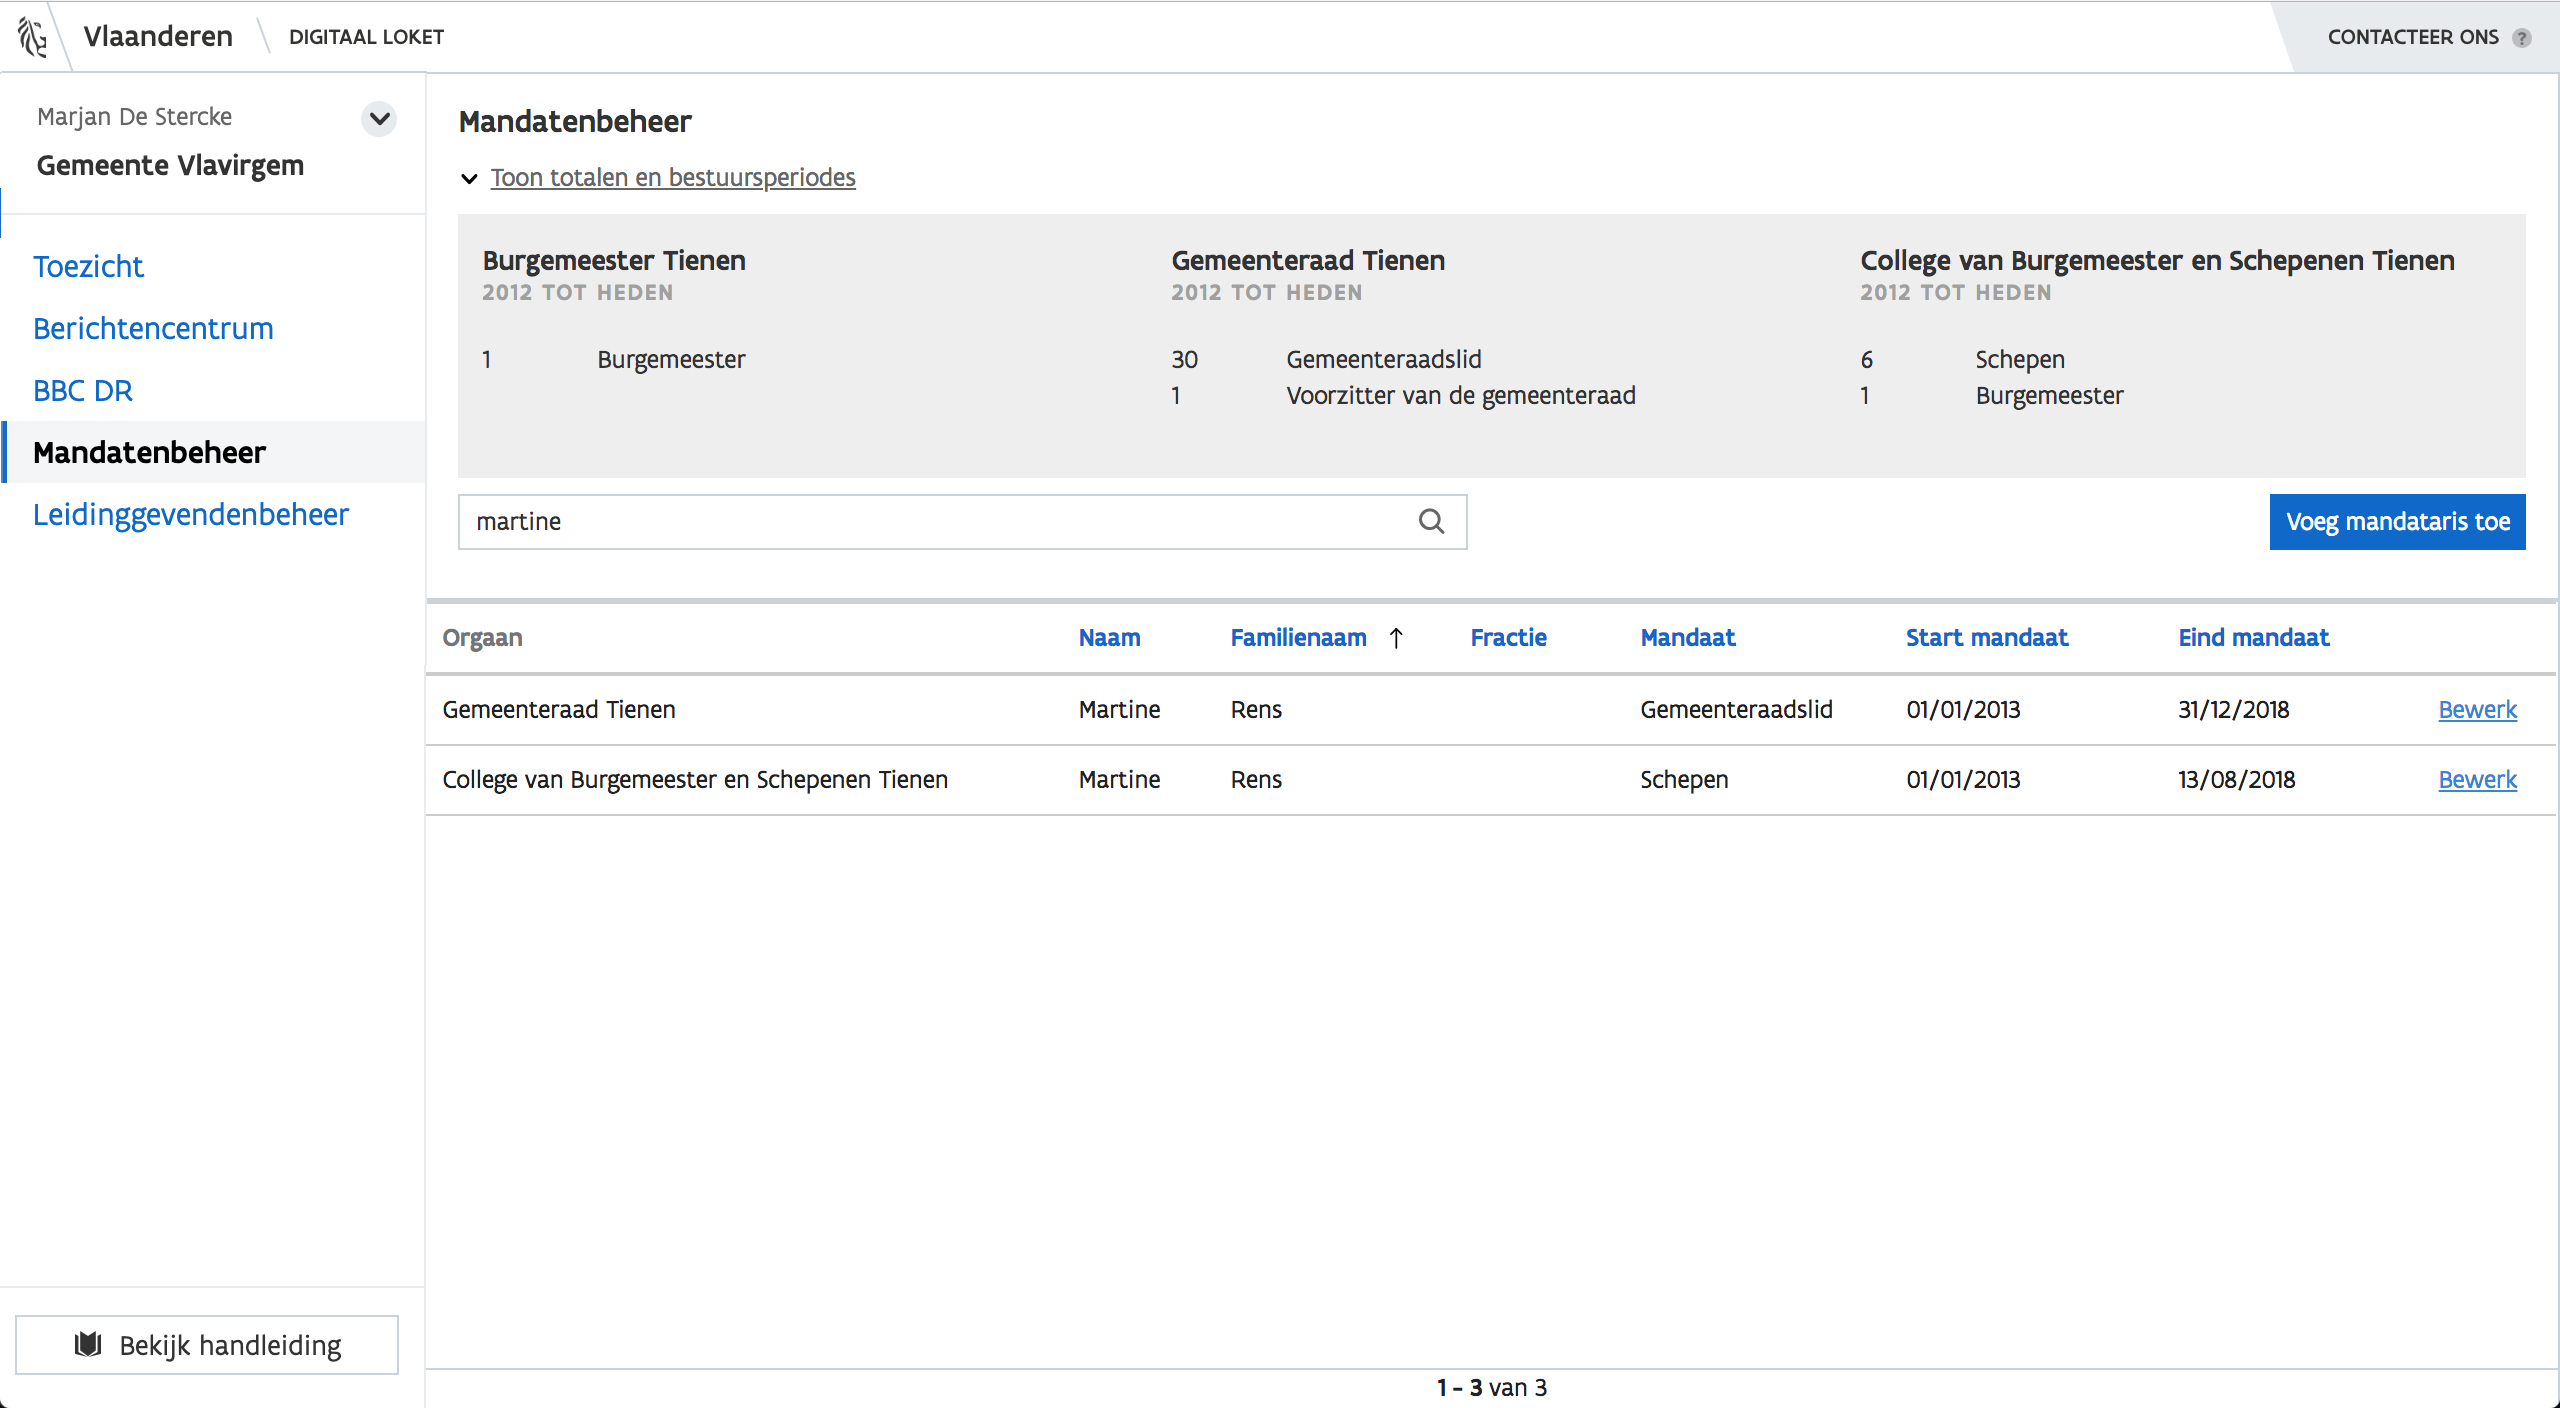 Vlaanderen
DIGITAAL LOKET
CONTACTEER ONS ?
Marjan De Stercke
Gemeente Vlavirgem
Toezicht
Berichtencentrum
BBC DR
Mandatenbeheer
Leidinggevendenbeheer
Bekijk handleiding
Mandatenbeheer
Toon totalen en bestuursperiodes
Burgemeester Tienen
2012 TOT HEDEN
1 Burgemeester
Gemeenteraad Tienen
2012 TOT HEDEN
30 Gemeenteraadslid
1 Voorzitter van de gemeenteraad
College van Burgemeester en Schepenen Tienen
2012 TOT HEDEN
6 Schepen
1 Burgemeester
martine
Voeg mandataris toe
Orgaan Naam Familienaam ↑ Fractie Mandaat Start mandaat Eind mandaat
Gemeenteraad Tienen Martine Rens Gemeenteraadslid 01/01/2013 31/12/2018 Bewerk
College van Burgemeester en Schepenen Tienen Martine Rens Schepen 01/01/2013 13/08/2018 Bewerk
1 - 3 van 3